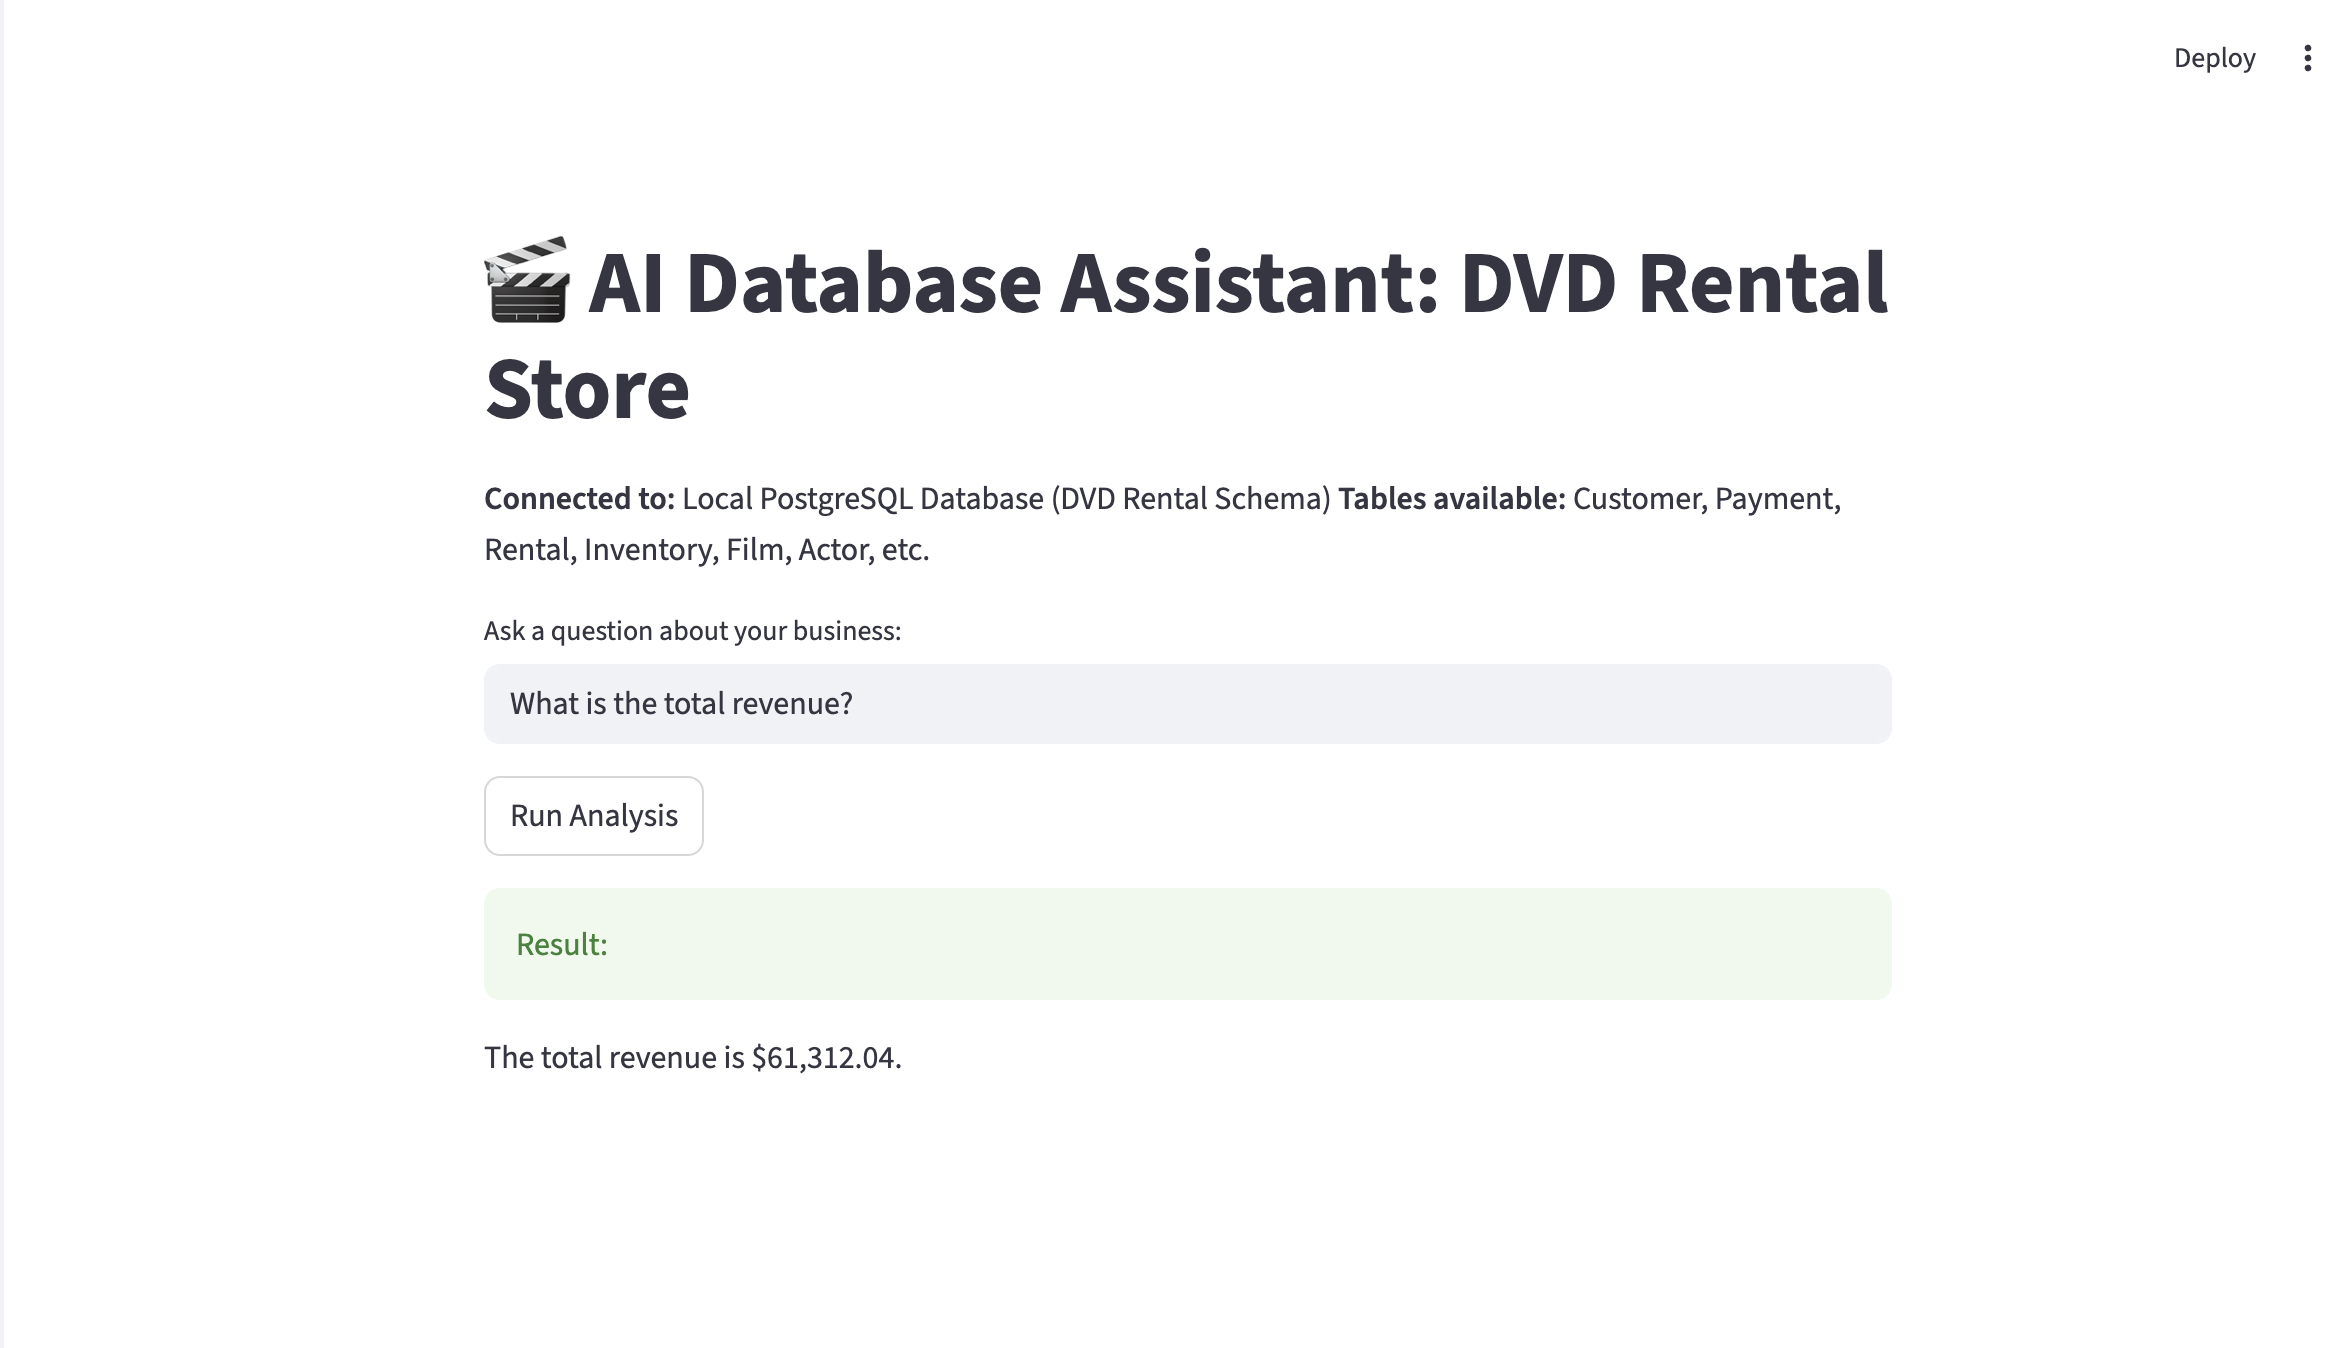 Deploy
AI Database Assistant: DVD Rental
Store
Connected to: Local PostgreSQL Database (DVD Rental Schema) Tables available: Customer, Payment,
Rental, Inventory, Film, Actor, etc.
Ask a question about your business:
What is the total revenue?
Run Analysis
Result:
The total revenue is $61,312.04.